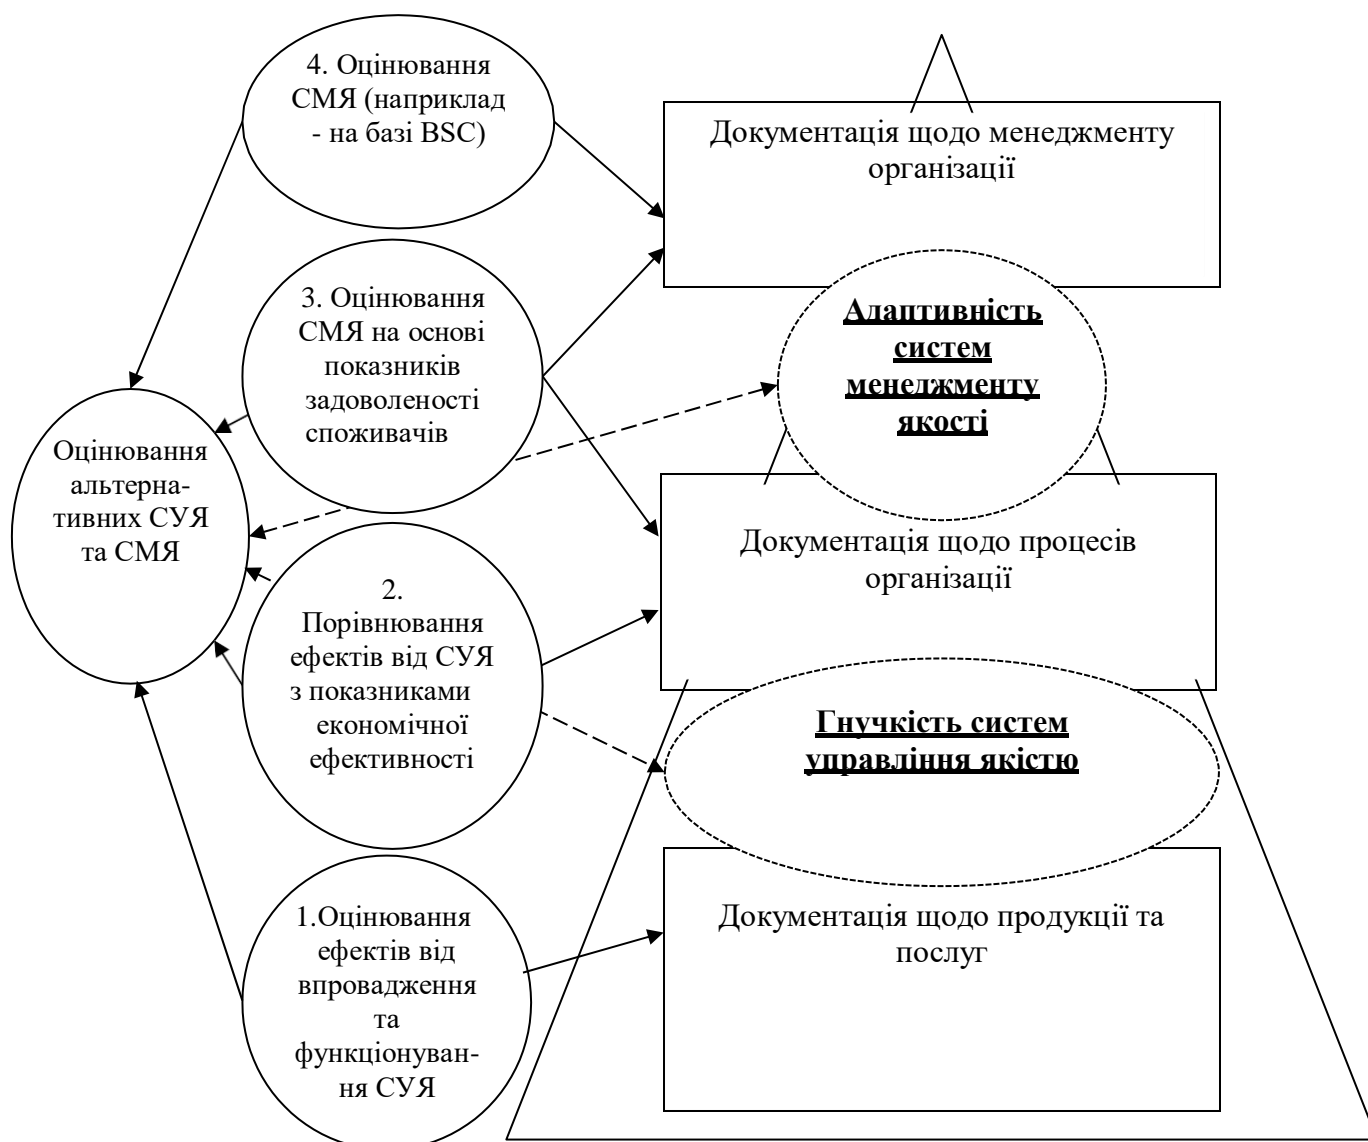 4. Оцінювання
СМЯ (наприклад
- на базі BSC)
Документація щодо менеджменту
організації
3. Оцінювання
СМЯ на основі
показників
задоволеності
споживачів
Адаптивність
систем
менеджменту
якості
Оцінювання
альтерна-
тивних СУЯ
та СМЯ
Документація щодо процесів
організації
2.
Порівнювання
ефектів від СУЯ
з показниками
економічної
ефективності
Гнучкість систем
управління якістю
1.Оцінювання
ефектів від
впровадження
та
функціонуван-
ня СУЯ
Документація щодо продукції та
послуг